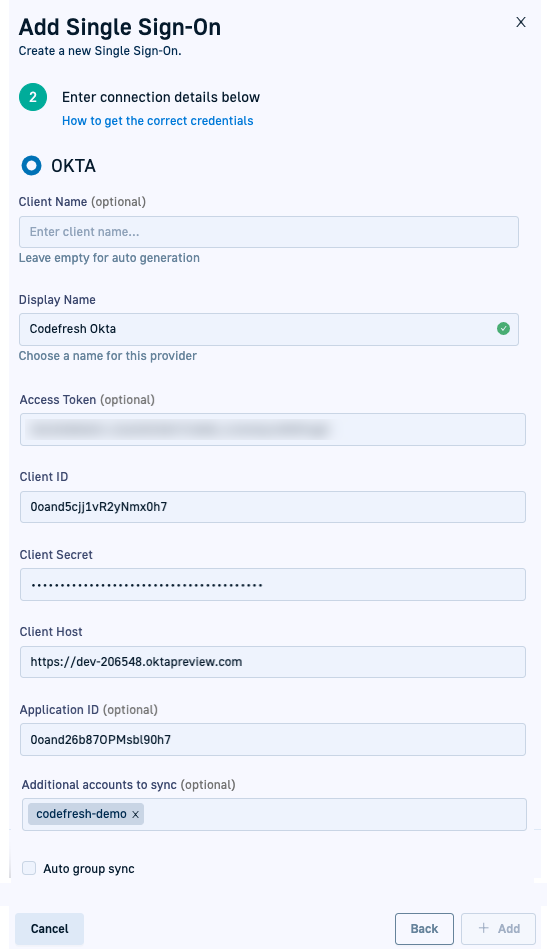 Add Single Sign-On
X
Create a new Single Sign-On.
2
Enter connection details below
How to get the correct credentials
OKTA
Client Name (optional)
Enter client name...
Leave empty for auto generation
Display Name
Codefresh Okta
Choose a name for this provider
Access Token (optional)
Client ID
0oand5cjj1vR2yNmx0h7
Client Secret
••••••••••••••••••••••••••••••••••••••••
Client Host
https://dev-206548.oktapreview.com
Application ID (optional)
0oand26b87OPMsbl90h7
Additional accounts to sync (optional)
codefresh-demo x
Auto group sync
Cancel
Back
+ Add